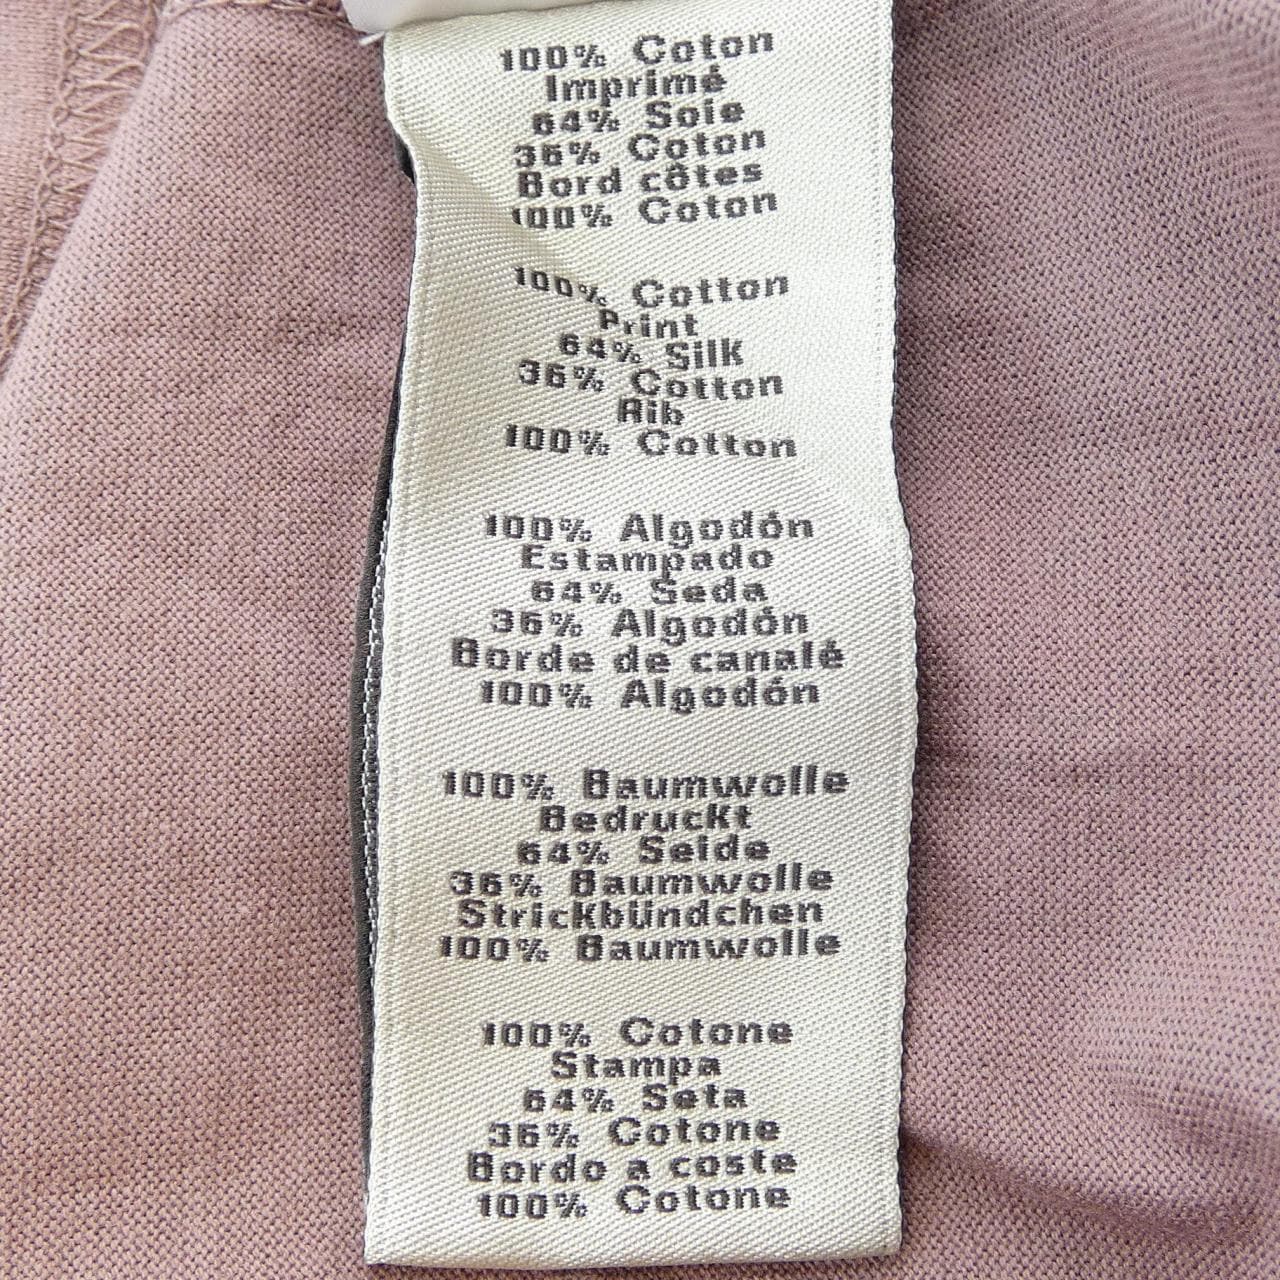 100% Coton
Imprimé
64% Soie
36% Coton
Bord côtes
100% Coton
100% Cotton
Print
64% Silk
36% Cotton
Rib
100% Cotton
100% Algodón
Estampado
64% Seda
36% Algodón
Borde de canalé
100% Algodón
100% Baumwolle
Bedruckt
64% Seide
36% Baumwolle
Strickbündchen
100% Baumwolle
100% Cotone
Stampa
64% Seta
36% Cotone
Bordo a coste
100% Cotone